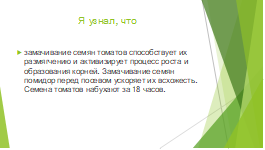 Я узнал, что
замачивание семян томатов способствует их
размягчению и активизирует процесс роста и
образования корней. Замачивание семян
помидор перед посевом ускоряет их всхожесть.
Семена томатов набухают за 18 часов.